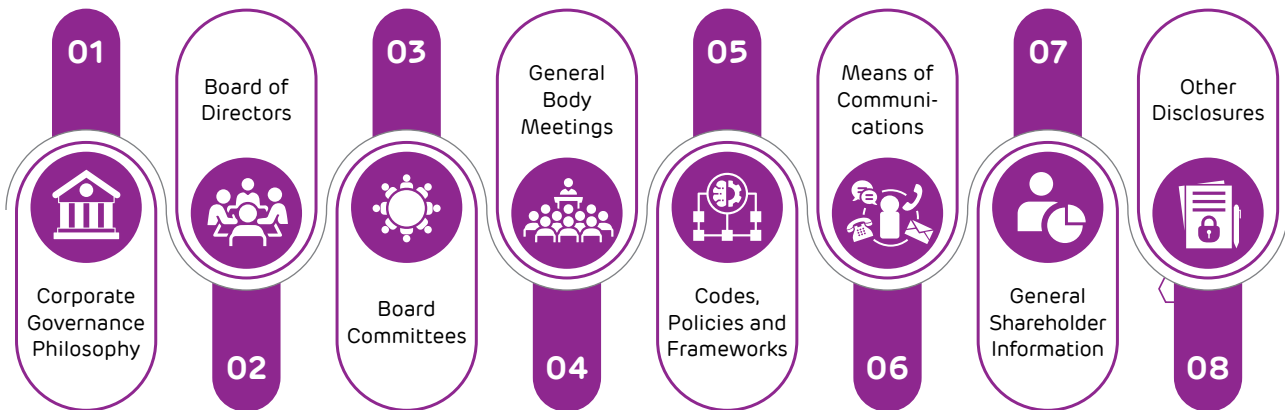 01
Corporate
Governance
Philosophy
Board of
Directors
02
03
Board
Committees
General
Body
Meetings
04
05
Codes,
Policies and
Frameworks
Means of
Communi-
cations
06
07
General
Shareholder
Information
Other
Disclosures
08